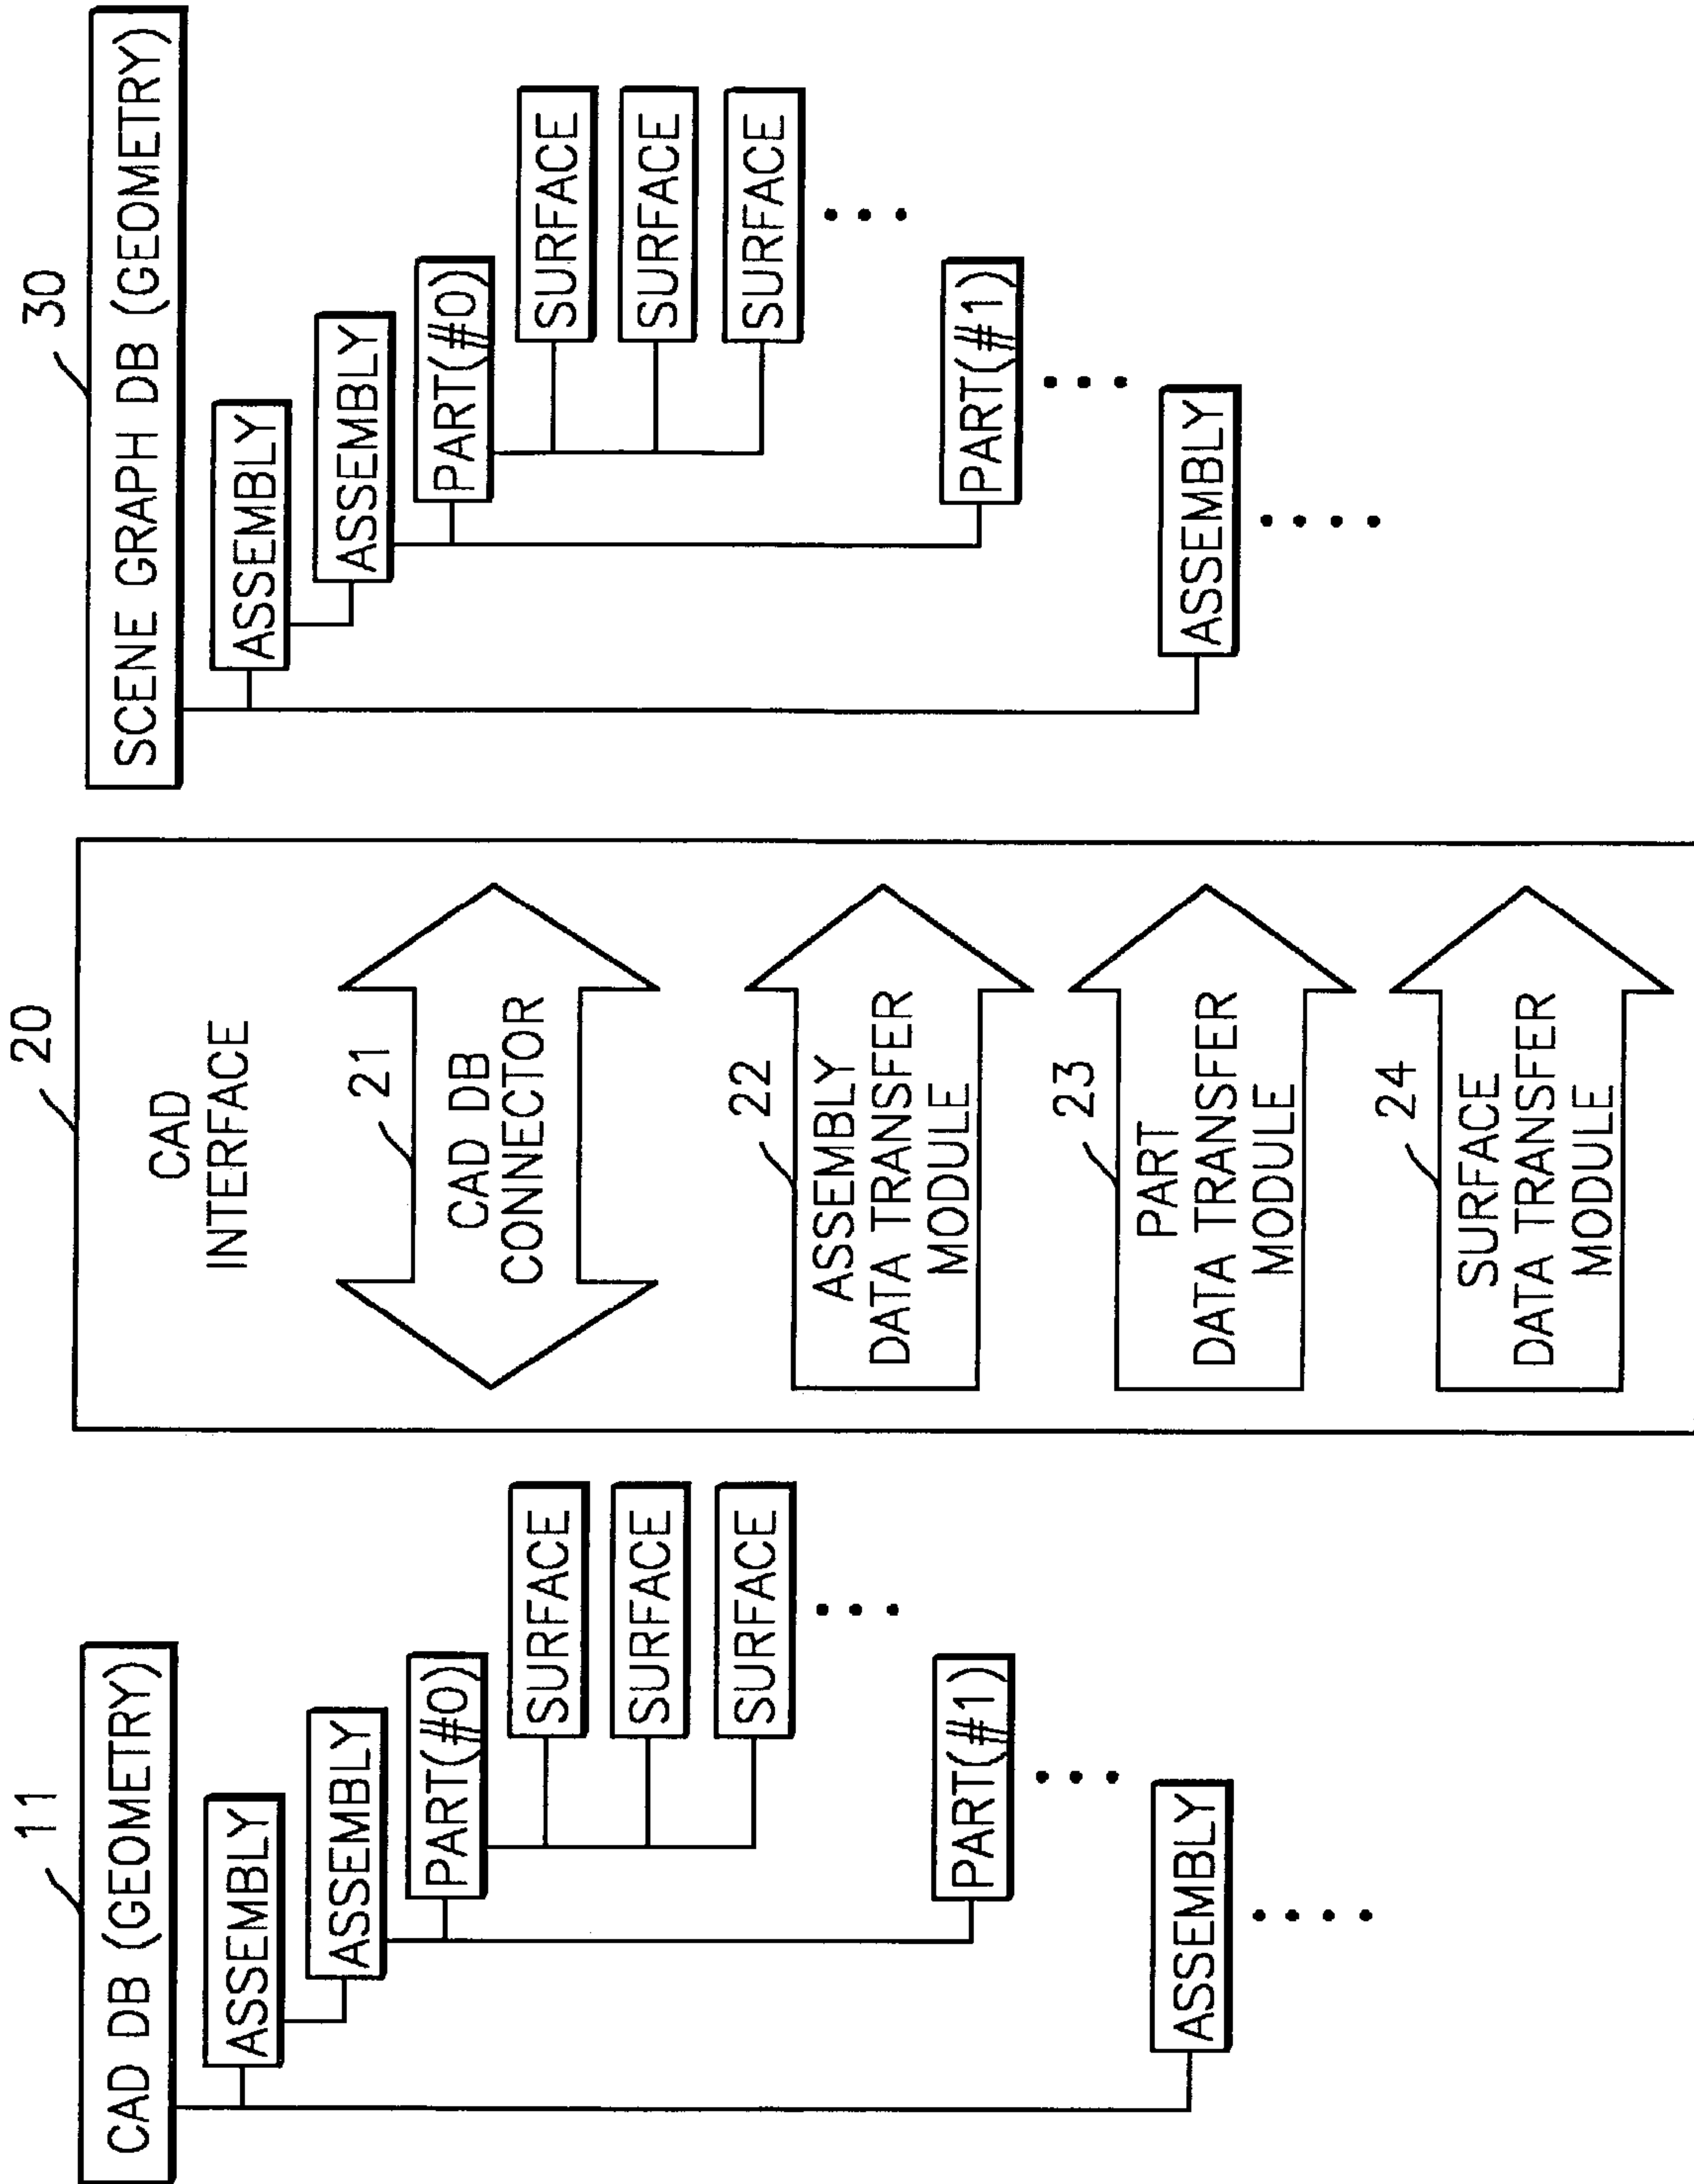 11
CAD DB (GEOMETRY)
ASSEMBLY
ASSEMBLY
PART(#0)
SURFACE
SURFACE
SURFACE
PART(#1)
ASSEMBLY
20
CAD
INTERFACE
21
CAD DB
CONNECTOR
22
ASSEMBLY
DATA TRANSFER
MODULE
23
PART
DATA TRANSFER
MODULE
24
SURFACE
DATA TRANSFER
MODULE
30
SCENE GRAPH DB (GEOMETRY)
ASSEMBLY
ASSEMBLY
PART(#0)
SURFACE
SURFACE
SURFACE
PART(#1)
ASSEMBLY